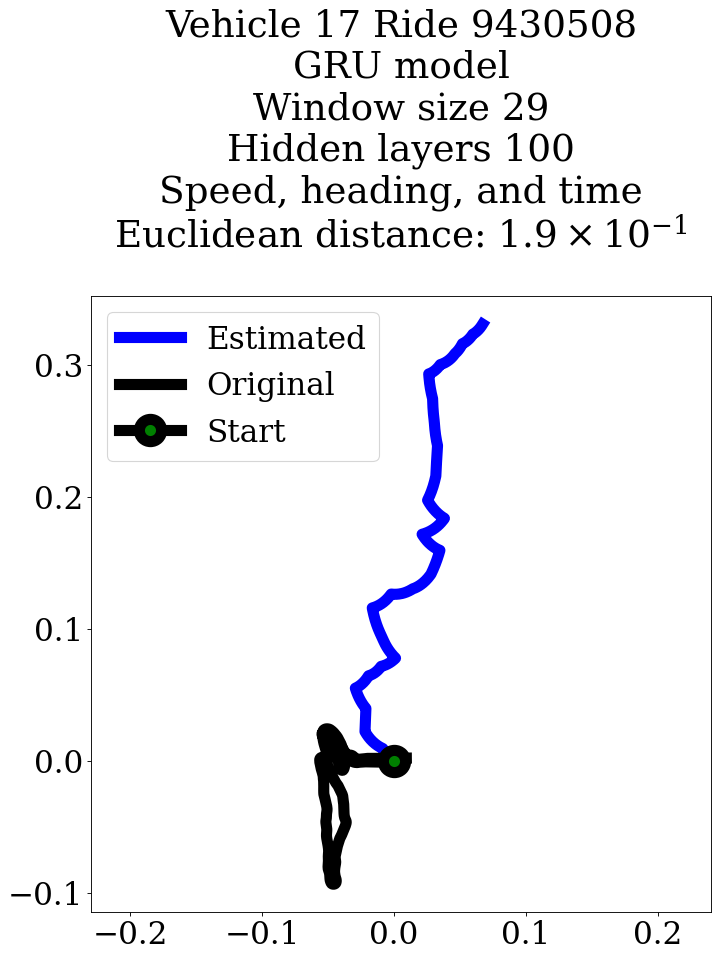 Vehicle 17 Ride 9430508
GRU model
Window size 29
Hidden layers 100
Speed, heading, and time
Euclidean distance: 1.9 × 10⁻¹
Estimated
Original
Start
0.3
0.2
0.1
0.0
−0.1
−0.2 −0.1 0.0 0.1 0.2